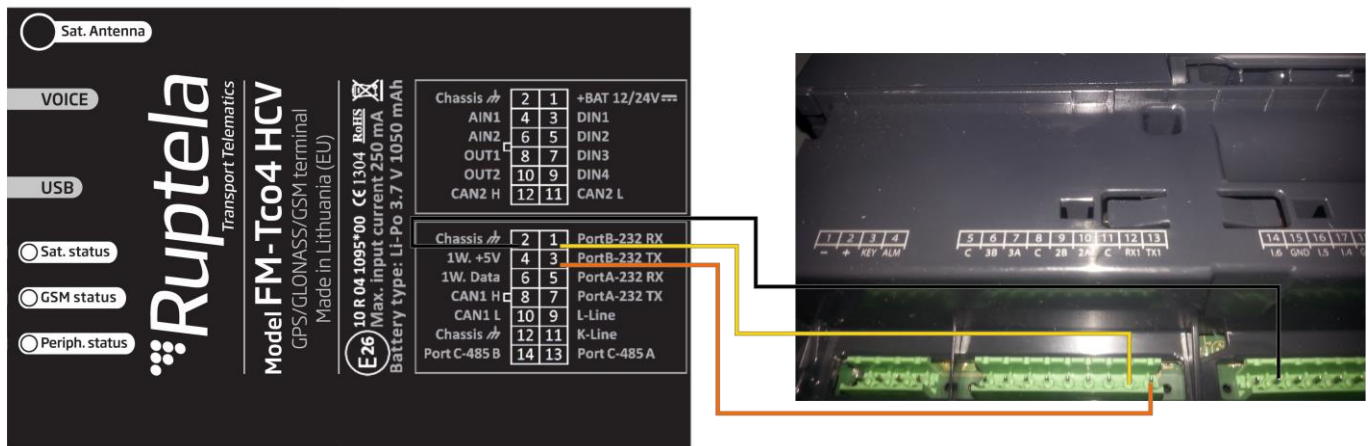 Sat. Antenna
VOICE
USB
Sat. status
GSM status
Periph. status
Ruptela
Transport Telematics
Model FM-Tco4 HCV
GPS/GLONASS/GSM terminal
Made in Lithuania (EU)
E26 10 R 04 1095*00 CE 1304 RoHS
Max. input current 250 mA
Battery type: Li-Po 3.7 V 1050 mAh
Chassis 2 1 +BAT 12/24V
AIN1 4 3 DIN1
AIN2 6 5 DIN2
OUT1 8 7 DIN3
OUT2 10 9 DIN4
CAN2 H 12 11 CAN2 L
Chassis 2 1 PortB-232 RX
1W. +5V 4 3 PortB-232 TX
1W. Data 6 5 PortA-232 RX
CAN1 H 8 7 PortA-232 TX
CAN1 L 10 9 L-Line
Chassis 12 11 K-Line
Port C-485 B 14 13 Port C-485 A
1 2 3 4
− + KEY ALM
5 6 7 8 9 10 11 12 13
C 3B 3A C 2B 2A C RX1 TX1
14 15 16 17
I.6 GND I.5 I.4